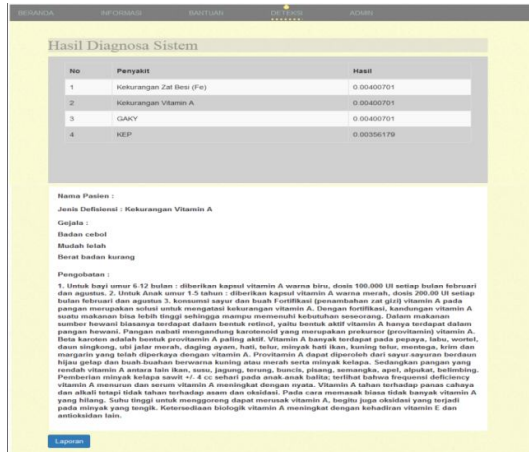 BERANDA INFORMASI BANTUAN DETEKSI ADMIN
Hasil Diagnosa Sistem
No Penyakit Hasil
1 Kekurangan Zat Besi (Fe) 0.00400701
2 Kekurangan Vitamin A 0.00400701
3 GAKY 0.00400701
4 KEP 0.00356179
Nama Pasien :
Jenis Defisiensi : Kekurangan Vitamin A
Gejala :
Badan cebol
Mudah lelah
Berat badan kurang
Pengobatan :
1. Untuk bayi umur 6-12 bulan : diberikan kapsul vitamin A warna biru, dosis 100.000 UI setiap bulan februari
dan agustus. 2. Untuk Anak umur 1-5 tahun : diberikan kapsul vitamin A warna merah, dosis 200.00 UI setiap
bulan februari dan agustus 3. konsumsi sayur dan buah Fortifikasi (penambahan zat gizi) vitamin A pada
pangan merupakan solusi untuk mengatasi kekurangan vitamin A. Dengan fortifikasi, kandungan vitamin A
suatu makanan bisa lebih tinggi sehingga mampu memenuhi kebutuhan seseorang. Dalam makanan
sumber hewani biasanya terdapat dalam bentuk retinol, yaitu bentuk aktif vitamin A hanya terdapat dalam
pangan hewani. Pangan nabati mengandung karotenoid yang merupakan prekursor (provitamin) vitamin A.
Beta karoten adalah bentuk provitamin A paling aktif. Vitamin A banyak terdapat pada pepaya, labu, wortel,
daun singkong, ubi jalar merah, daging ayam, hati, telur, minyak hati ikan, kuning telur, mentega, krim dan
margarin yang telah diperkaya dengan vitamin A. Provitamin A dapat diperoleh dari sayur.sayuran berdaun
hijau gelap dan buah.buahan berwarna kuning atau merah serta minyak kelapa. Sedangkan pangan yang
rendah vitamin A antara lain ikan, susu, jagung, terung, buncis, pisang, semangka, apel, alpukat, belimbing.
Pemberian minyak kelapa sawit +/- 4 cc sehari pada anak-anak balita; terlihat bahwa frequensi deficiency
vitamin A menurun dan serum vitamin A meningkat dengan nyata. Vitamin A tahan terhadap panas cahaya
dan alkali tetapi tidak tahan terhadap asam dan oksidasi. Pada cara memasak biasa tidak banyak vitamin A
yang hilang. Suhu tinggi untuk menggoreng dapat merusak vitamin A, begitu juga oksidasi yang terjadi
pada minyak yang tengik. Ketersediaan biologik vitamin A meningkat dengan kehadiran vitamin E dan
antioksidan lain.
Laporan